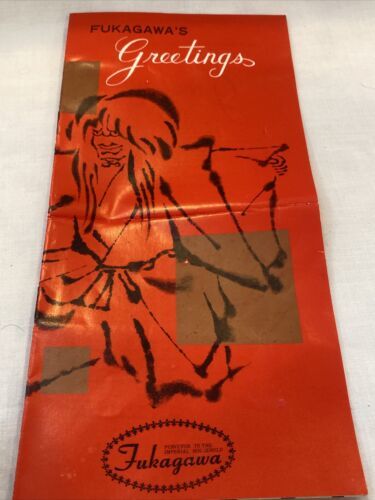 FUKAGAWA'S
Greetings
PURVEYOR TO THE
IMPERIAL HOUSEHOLD
Fukagawa